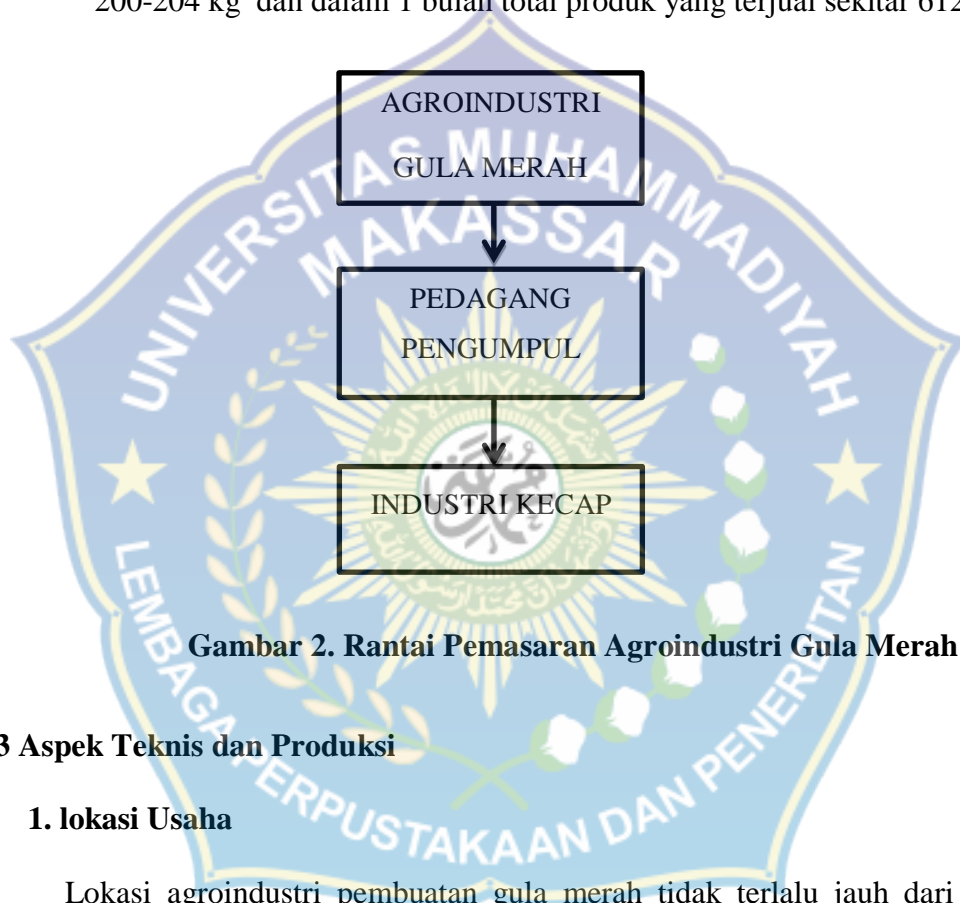 200-204 kg dan dalam 1 bulan total produk yang terjual sekitar 612
AGROINDUSTRI
GULA MERAH
PEDAGANG
PENGUMPUL
INDUSTRI KECAP
Gambar 2. Rantai Pemasaran Agroindustri Gula Merah
3 Aspek Teknis dan Produksi
1. lokasi Usaha
Lokasi agroindustri pembuatan gula merah tidak terlalu jauh dari
UNIVERSITAS MUHAMMADIYAH
MAKASSAR
LEMBAGA PERPUSTAKAAN DAN PENERBITAN